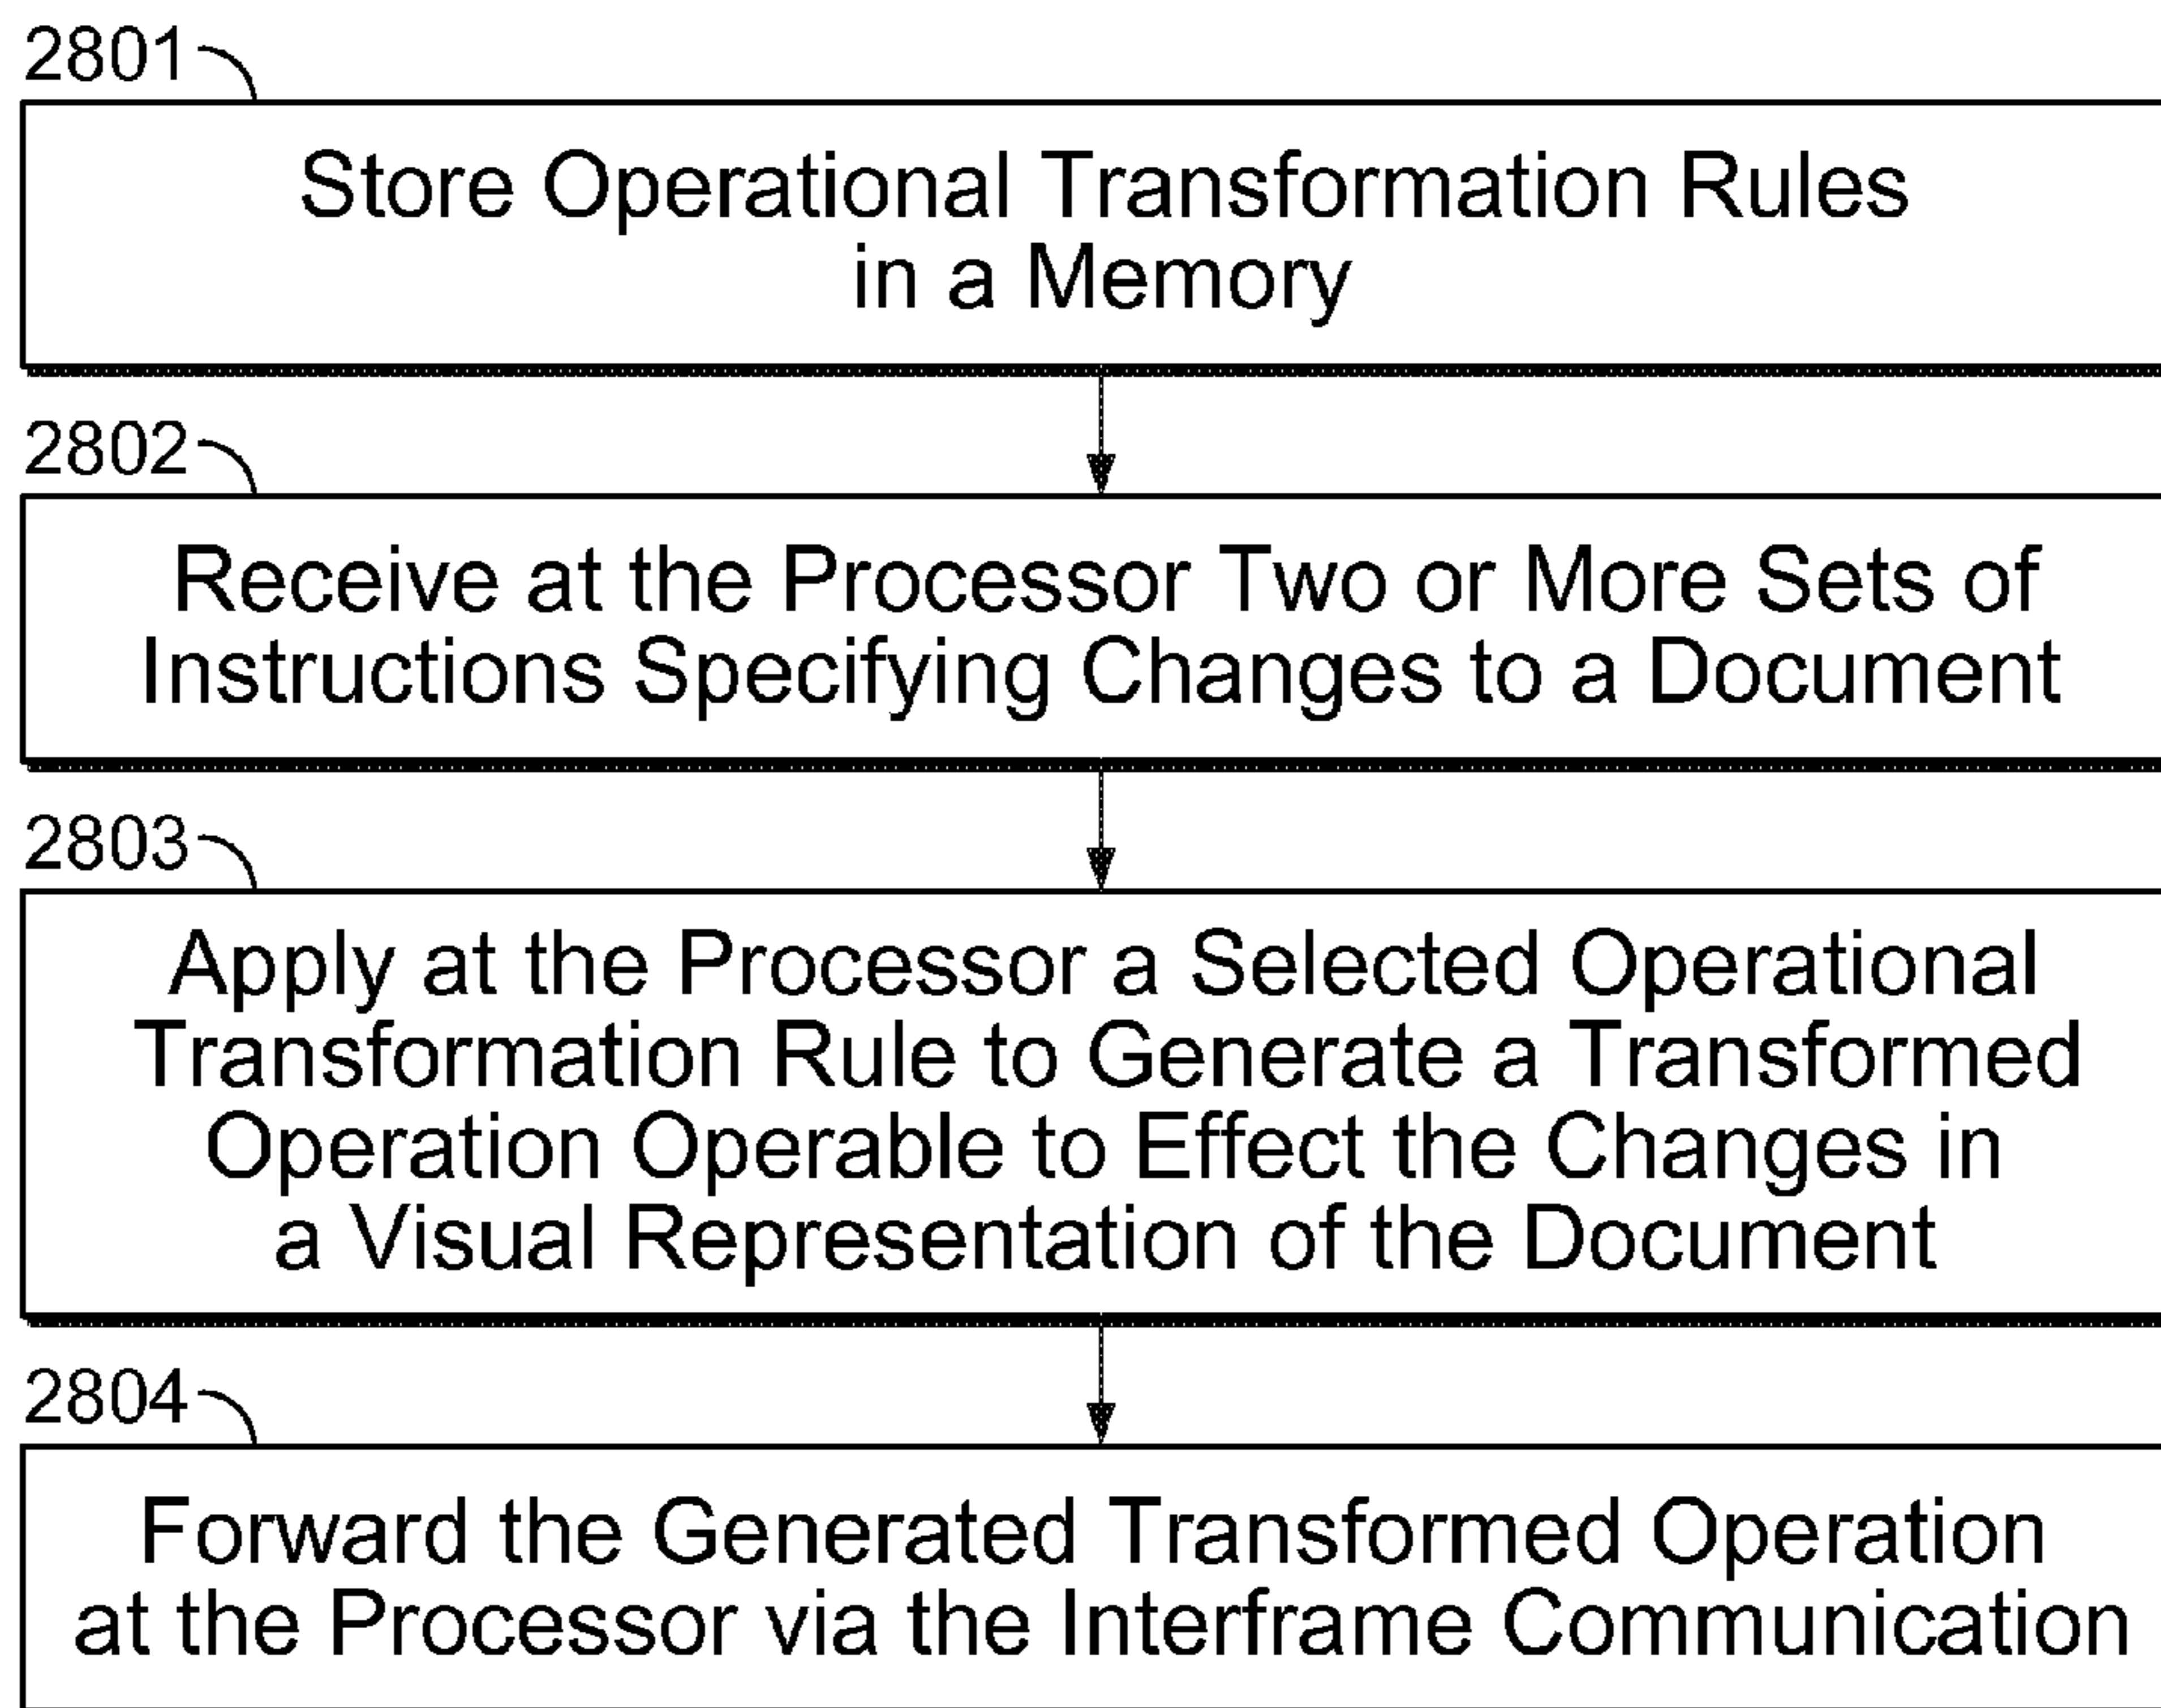 2801
Store Operational Transformation Rules
in a Memory
2802
Receive at the Processor Two or More Sets of
Instructions Specifying Changes to a Document
2803
Apply at the Processor a Selected Operational
Transformation Rule to Generate a Transformed
Operation Operable to Effect the Changes in
a Visual Representation of the Document
2804
Forward the Generated Transformed Operation
at the Processor via the Interframe Communication